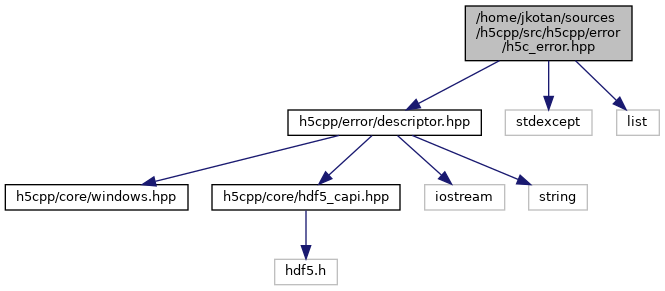 /home/jkotan/sources
/h5cpp/src/h5cpp/error
/h5c_error.hpp
h5cpp/error/descriptor.hpp
stdexcept
list
h5cpp/core/windows.hpp
h5cpp/core/hdf5_capi.hpp
iostream
string
hdf5.h